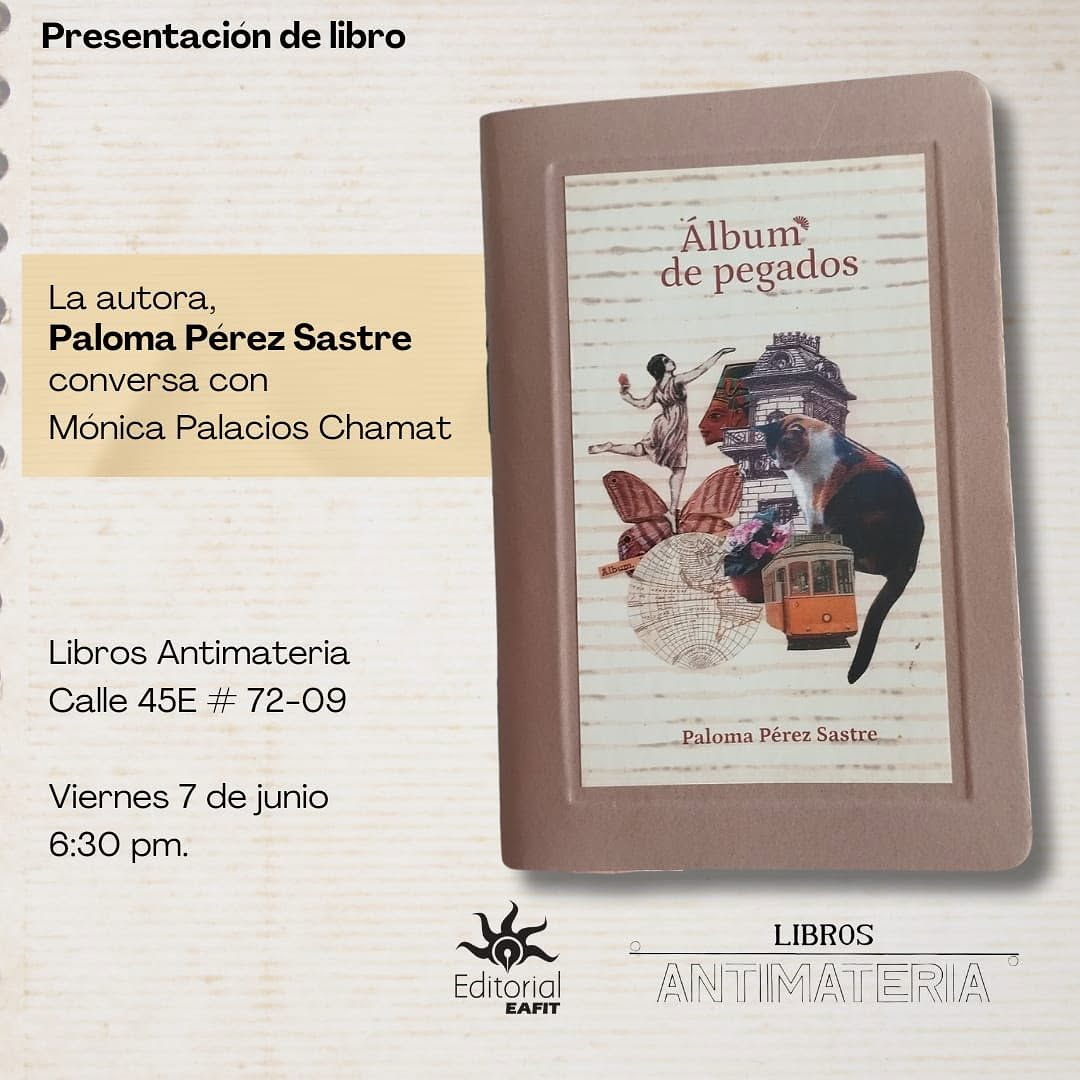 Presentación de libro
La autora,
Paloma Pérez Sastre
conversa con
Mónica Palacios Chamat
Libros Antimateria
Calle 45E # 72-09
Viernes 7 de junio
6:30 pm.
Álbum
de pegados
Álbum.
Paloma Pérez Sastre
Editorial
EAFIT
LIBROS
ANTIMATERIA